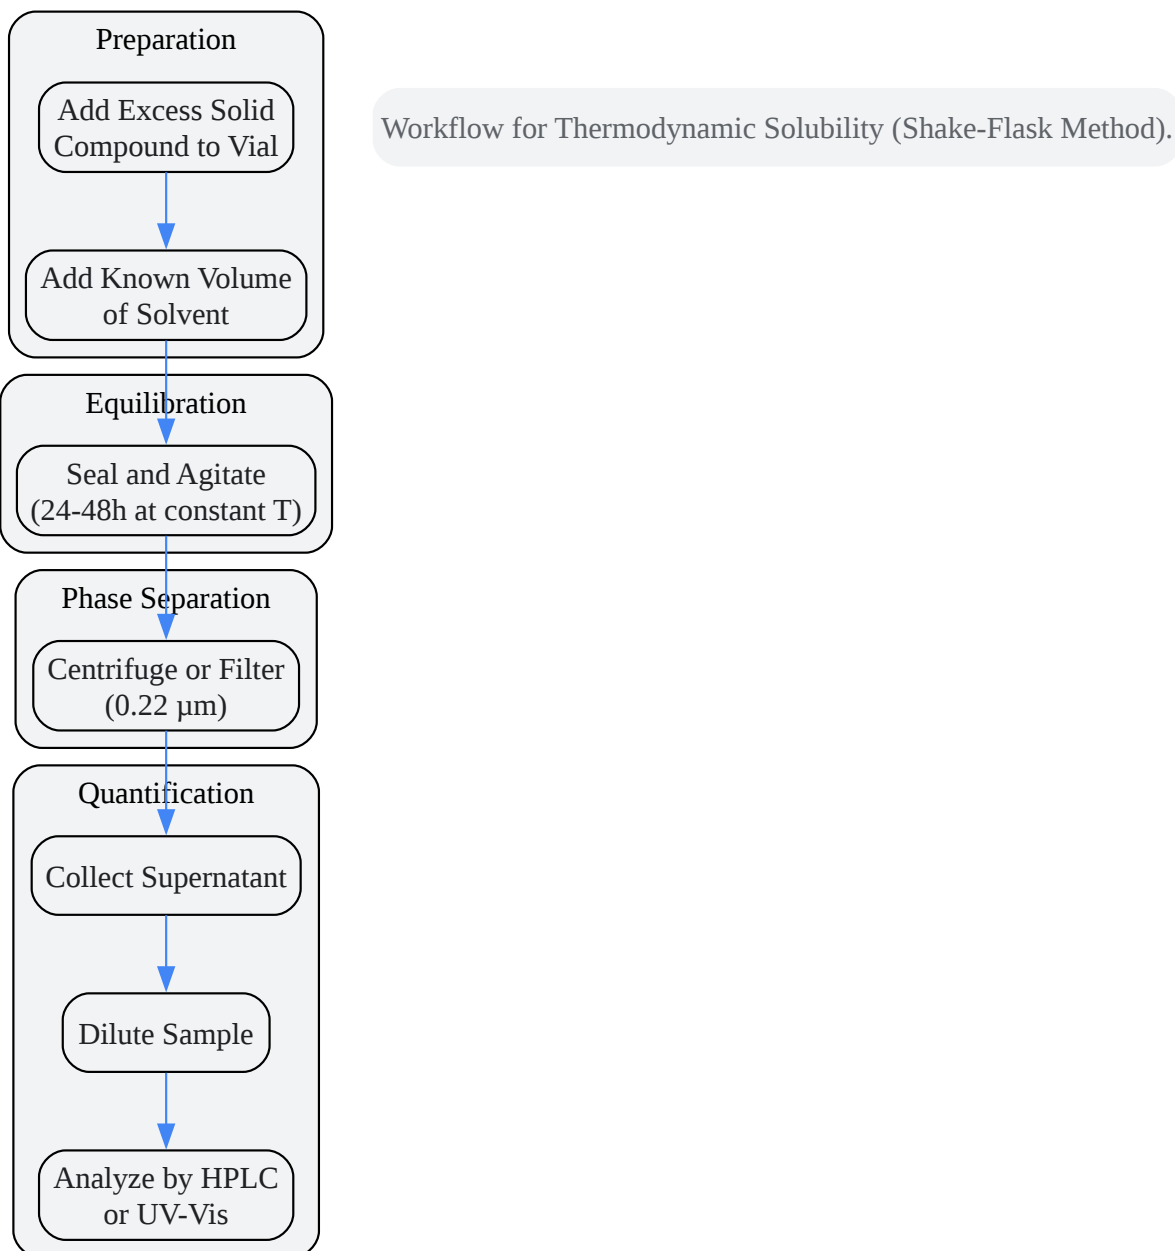 Preparation
Add Excess Solid
Compound to Vial
Workflow for Thermodynamic Solubility (Shake-Flask Method).
Add Known Volume
of Solvent
Equilibration
Seal and Agitate
(24-48h at constant T)
Phase Separation
Centrifuge or Filter
(0.22 µm)
Quantification
Collect Supernatant
Dilute Sample
Analyze by HPLC
or UV-Vis